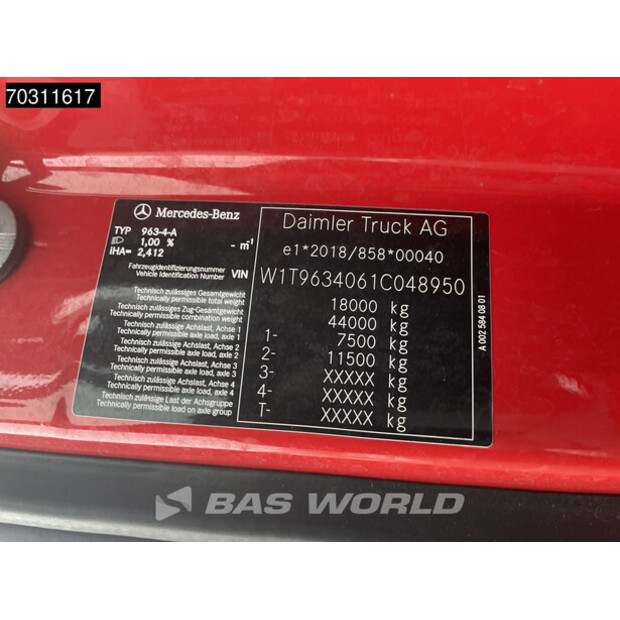 70311617
Mercedes-Benz
TYP 963-4-A
1,00 % - m⁻¹
iHA= 2,412
Fahrzeugidentifizierungsnummer
Vehicle Identification Number VIN
Technisch zulässiges Gesamtgewicht
Technically permissible total weight
Technisch zulässiges Zug-Gesamtgewicht
Technically permissible combination weight
Technisch zulässige Achslast, Achse 1
Technically permissible axle load, axle 1
Technisch zulässige Achslast, Achse 2
Technically permissible axle load, axle 2
Technisch zulässige Achslast, Achse 3
Technically permissible axle load, axle 3
Technisch zulässige Achslast, Achse 4
Technically permissible axle load, axle 4
Technisch zulässige Last der Achsgruppe
Technically permissible load on axle group
Daimler Truck AG
e1*2018/858*00040
W1T9634061C048950
18000 kg
44000 kg
1- 7500 kg
2- 11500 kg
3- XXXXX kg
4- XXXXX kg
T- XXXXX kg
A 002 584 08 01
BAS WORLD